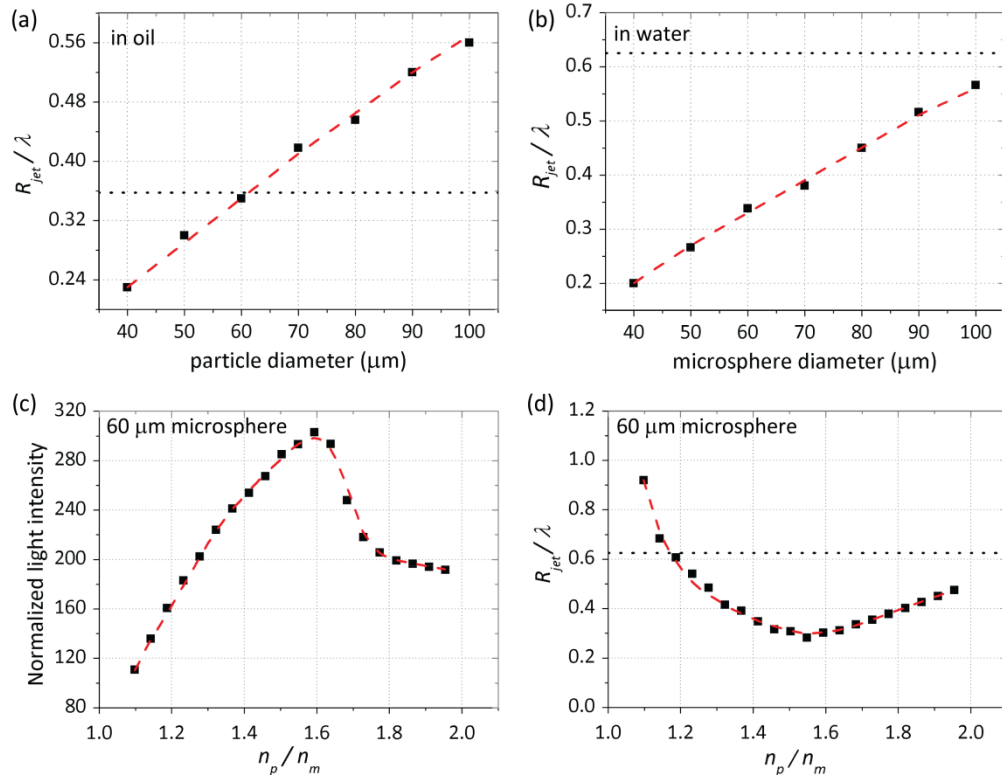 (a)
in oil
0.56
0.48
0.40
0.32
0.24
R_jet / λ
40 50 60 70 80 90 100
particle diameter (μm)
(b)
in water
0.7
0.6
0.5
0.4
0.3
0.2
R_jet / λ
40 50 60 70 80 90 100
microsphere diameter (μm)
(c)
60 μm microsphere
320
280
240
200
160
120
80
Normalized light intensity
1.0 1.2 1.4 1.6 1.8 2.0
n_p / n_m
(d)
60 μm microsphere
1.2
1.0
0.8
0.6
0.4
0.2
0.0
R_jet / λ
1.0 1.2 1.4 1.6 1.8 2.0
n_p / n_m